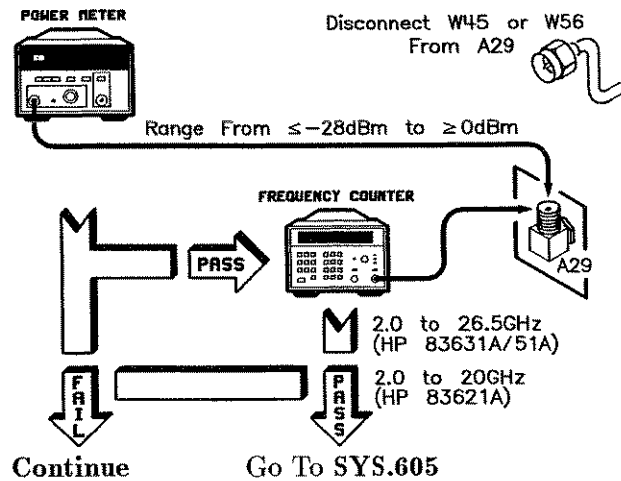 POWER METER
Disconnect W45 or W56
From A29
Range From ≤-28dBm to ≥0dBm
FREQUENCY COUNTER
PASS
A29
2.0 to 26.5GHz
(HP 83631A/51A)
2.0 to 20GHz
(HP 83621A)
FAIL
PASS
Continue
Go To SYS.605